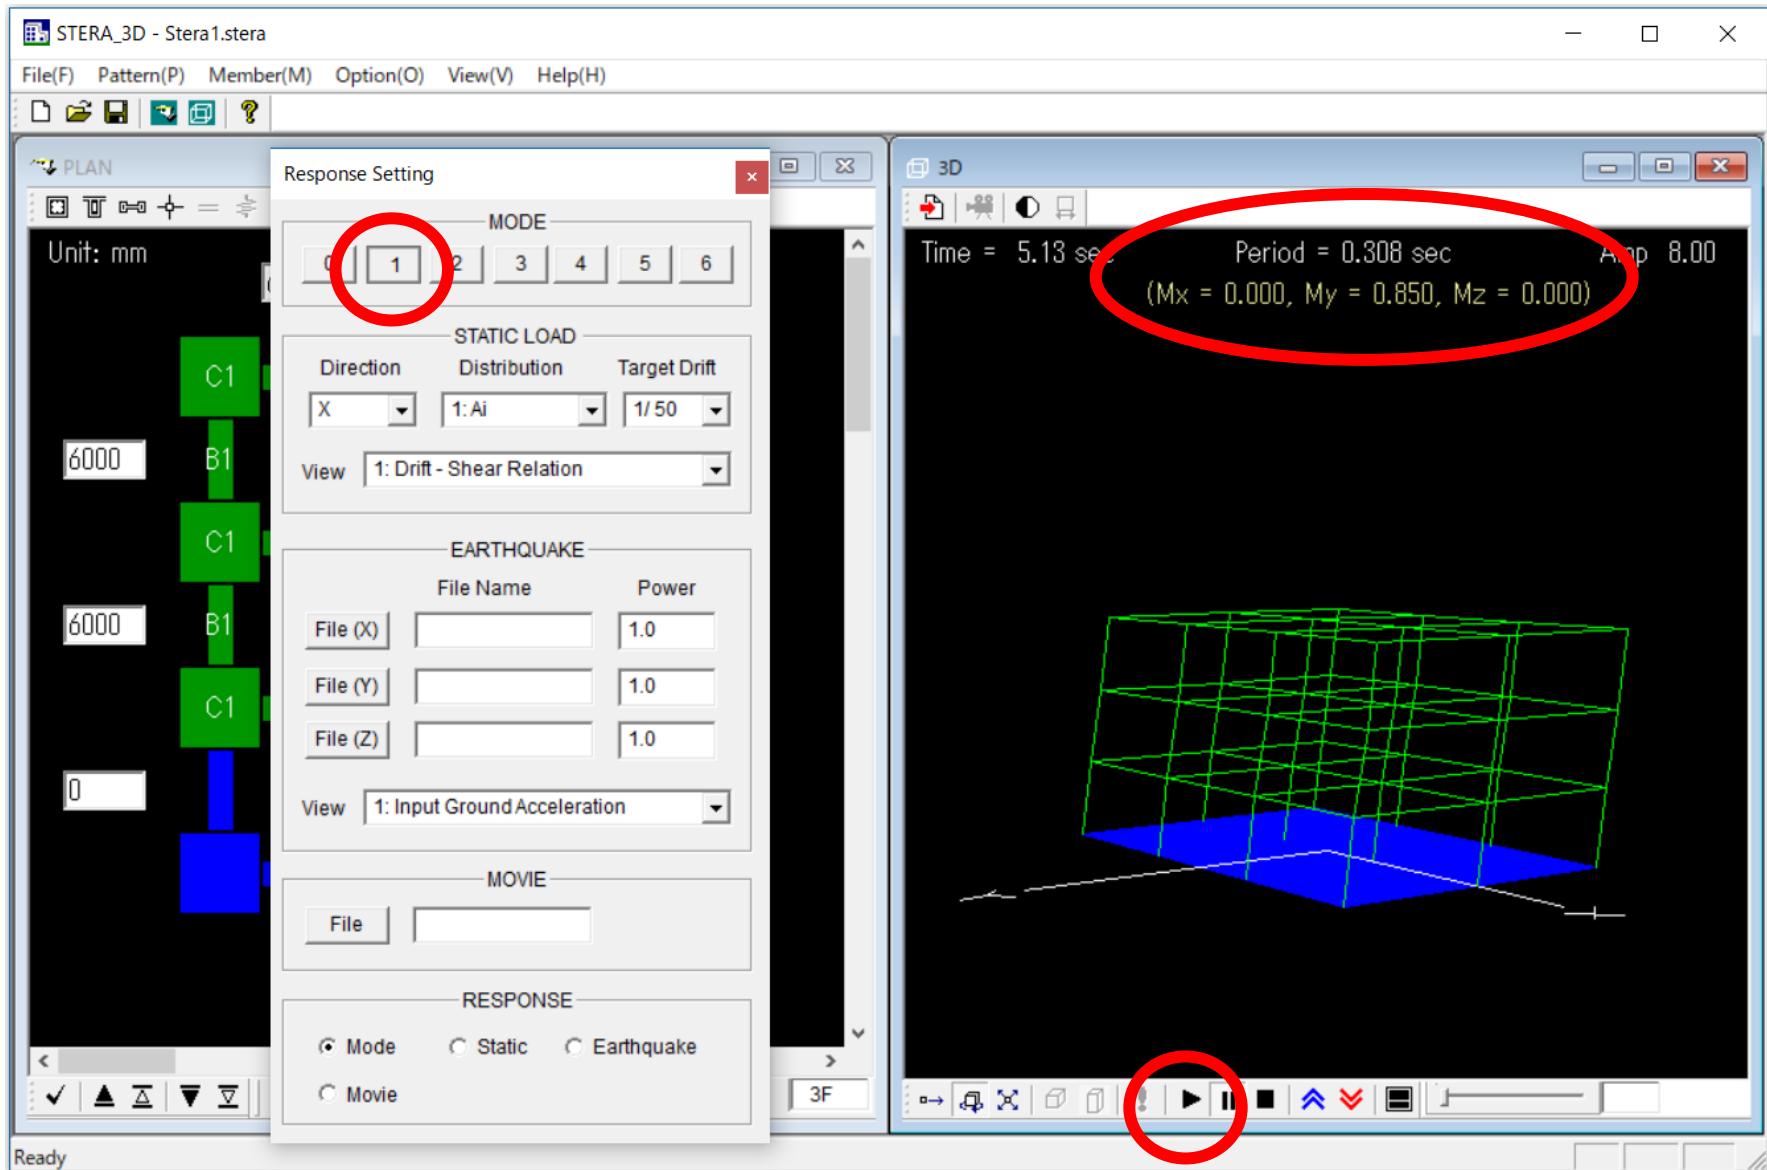 STERA_3D - Stera1.stera
File(F) Pattern(P) Member(M) Option(O) View(V) Help(H)
PLAN
Unit: mm
C1
6000
B1
C1
6000
B1
C1
0
3F
Response Setting
MODE
0 1 2 3 4 5 6
STATIC LOAD
Direction Distribution Target Drift
X 1: Ai 1/ 50
View 1: Drift - Shear Relation
EARTHQUAKE
File Name Power
File (X) 1.0
File (Y) 1.0
File (Z) 1.0
View 1: Input Ground Acceleration
MOVIE
File
RESPONSE
Mode Static Earthquake
Movie
3D
Time = 5.13 sec Period = 0.308 sec Amp 8.00
(Mx = 0.000, My = 0.850, Mz = 0.000)
Ready